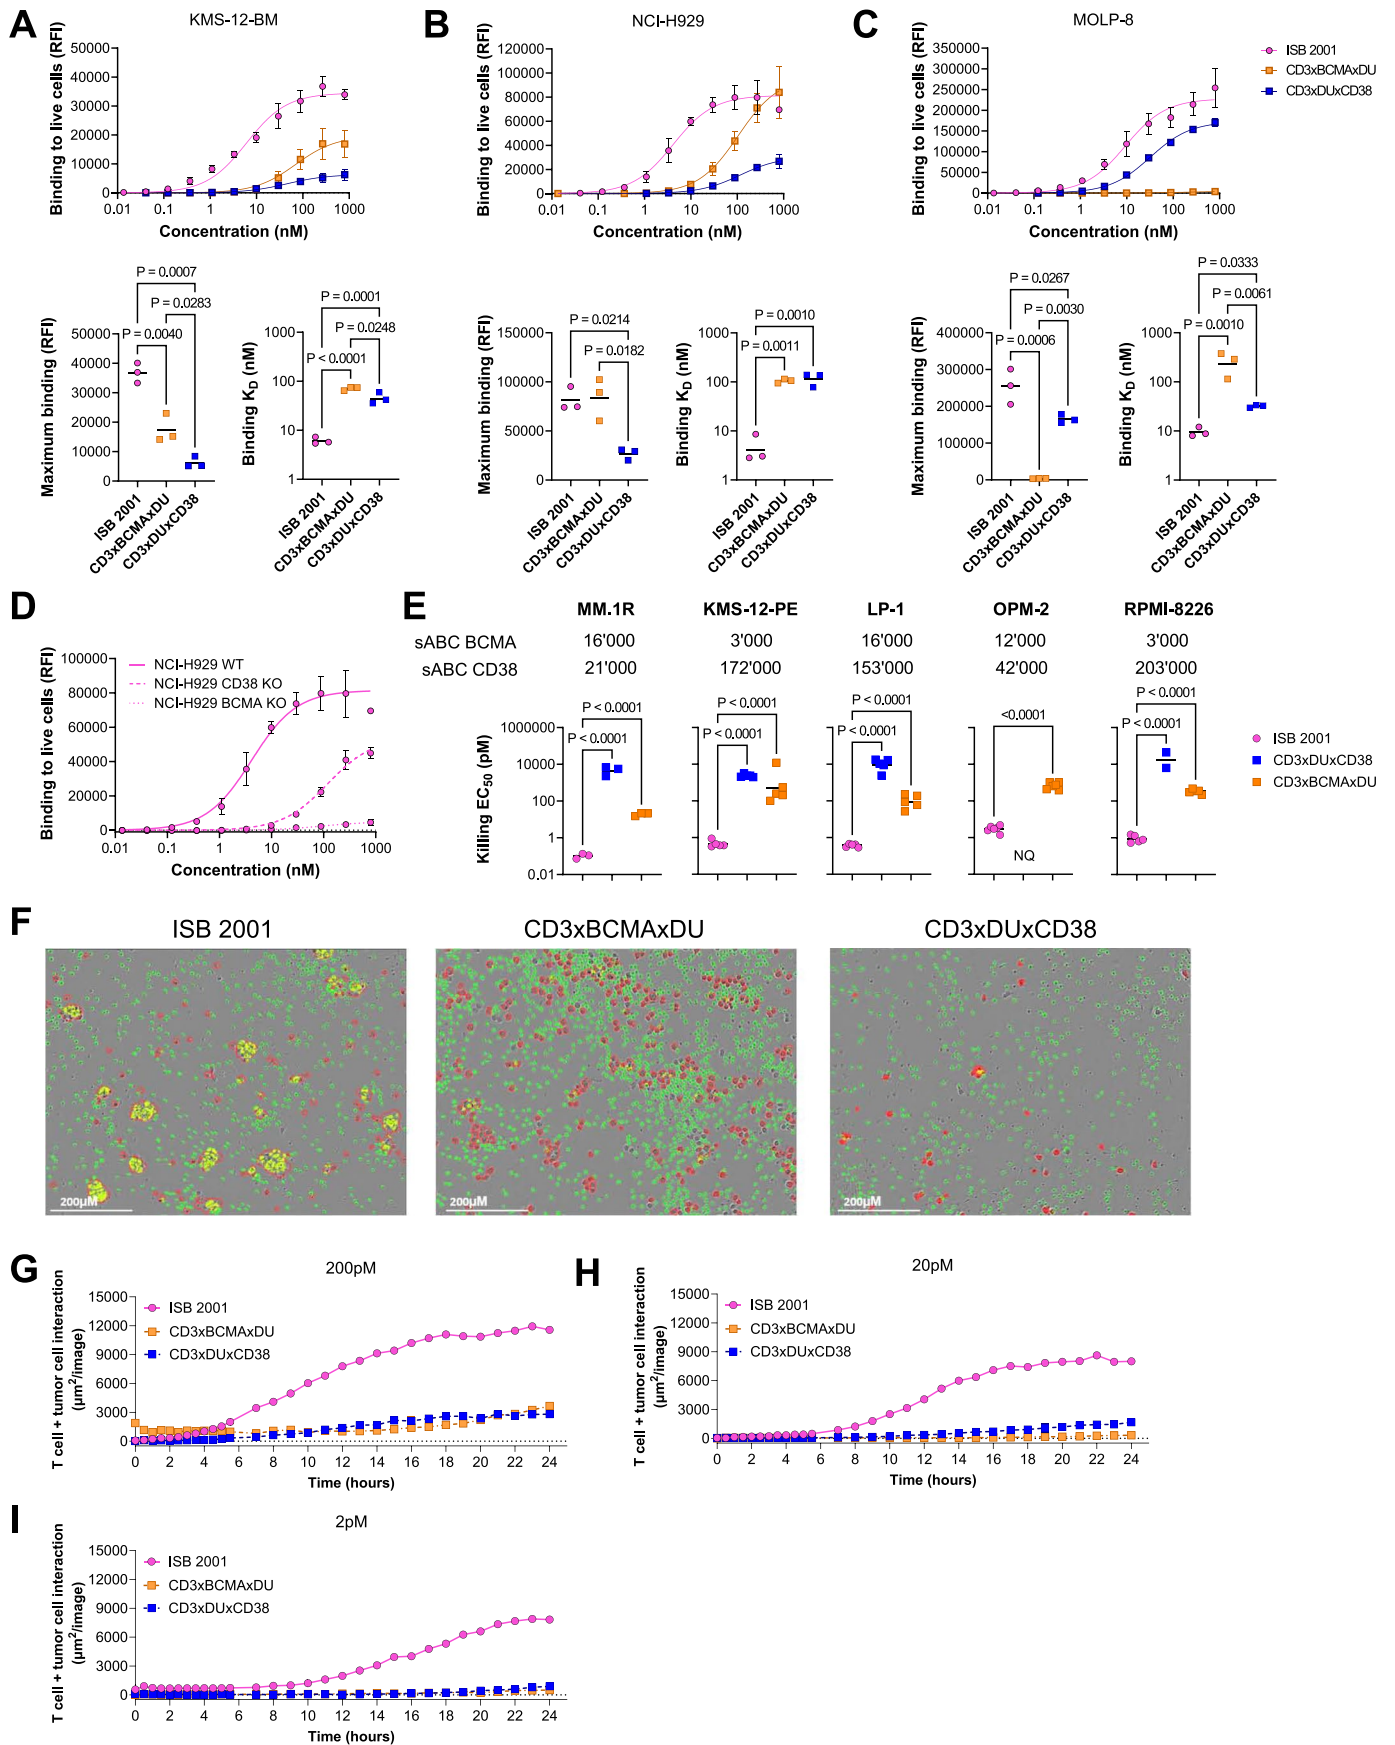 A
KMS-12-BM
Binding to live cells (RFI)
50000
40000
30000
20000
10000
0
0.01 0.1 1 10 100 1000
Concentration (nM)
B
NCI-H929
Binding to live cells (RFI)
120000
100000
80000
60000
40000
20000
0
0.01 0.1 1 10 100 1000
Concentration (nM)
C
MOLP-8
Binding to live cells (RFI)
350000
300000
250000
200000
150000
100000
50000
0
0.01 0.1 1 10 100 1000
Concentration (nM)
ISB 2001
CD3xBCMAxDU
CD3xDUxCD38
P = 0.0007
P = 0.0283
P = 0.0040
Maximum binding (RFI)
50000
40000
30000
20000
10000
0
ISB 2001
CD3xBCMAxDU
CD3xDUxCD38
P = 0.0001
P = 0.0248
P < 0.0001
Binding KD (nM)
1000
100
10
1
ISB 2001
CD3xBCMAxDU
CD3xDUxCD38
P = 0.0214
P = 0.0182
Maximum binding (RFI)
150000
100000
50000
0
ISB 2001
CD3xBCMAxDU
CD3xDUxCD38
P = 0.0010
P = 0.0011
Binding KD (nM)
1000
100
10
1
ISB 2001
CD3xBCMAxDU
CD3xDUxCD38
P = 0.0267
P = 0.0030
P = 0.0006
Maximum binding (RFI)
400000
300000
200000
100000
0
ISB 2001
CD3xBCMAxDU
CD3xDUxCD38
P = 0.0333
P = 0.0061
P = 0.0010
Binding KD (nM)
1000
100
10
1
ISB 2001
CD3xBCMAxDU
CD3xDUxCD38
D
Binding to live cells (RFI)
100000
80000
60000
40000
20000
0
NCI-H929 WT
NCI-H929 CD38 KO
NCI-H929 BCMA KO
0.01 0.1 1 10 100 1000
Concentration (nM)
E
MM.1R KMS-12-PE LP-1 OPM-2 RPMI-8226
sABC BCMA 16'000 3'000 16'000 12'000 3'000
sABC CD38 21'000 172'000 153'000 42'000 203'000
Killing EC50 (pM)
1000000
10000
100
1
0.01
P < 0.0001
P < 0.0001
P < 0.0001
P < 0.0001
P < 0.0001
P < 0.0001
<0.0001
NQ
P < 0.0001
P < 0.0001
ISB 2001
CD3xDUxCD38
CD3xBCMAxDU
F
ISB 2001
CD3xBCMAxDU
CD3xDUxCD38
200µM
200µM
200µM
G
200pM
T cell + tumor cell interaction
(µm²/image)
15000
12000
9000
6000
3000
0
ISB 2001
CD3xBCMAxDU
CD3xDUxCD38
0 2 4 6 8 10 12 14 16 18 20 22 24
Time (hours)
H
20pM
T cell + tumor cell interaction
(µm²/image)
15000
12000
9000
6000
3000
0
ISB 2001
CD3xBCMAxDU
CD3xDUxCD38
0 2 4 6 8 10 12 14 16 18 20 22 24
Time (hours)
I
2pM
T cell + tumor cell interaction
(µm²/image)
15000
12000
9000
6000
3000
0
ISB 2001
CD3xBCMAxDU
CD3xDUxCD38
0 2 4 6 8 10 12 14 16 18 20 22 24
Time (hours)